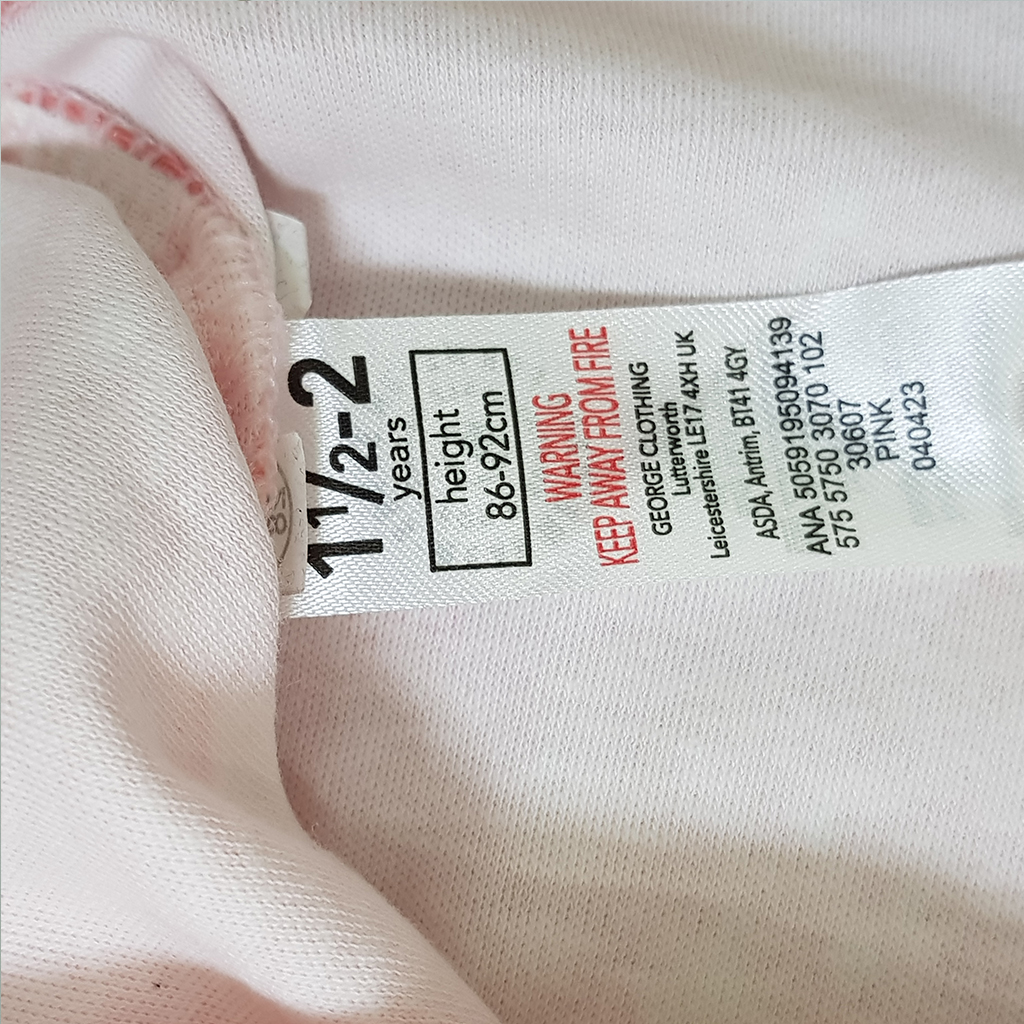 1½-2
years
height
86-92cm
WARNING
KEEP AWAY FROM FIRE
GEORGE CLOTHING
Lutterworth
Leicestershire LE17 4XH UK
ASDA, Antrim, BT41 4GY
ANA 5059195094139
575 5750 3070 102
30607
PINK
040423